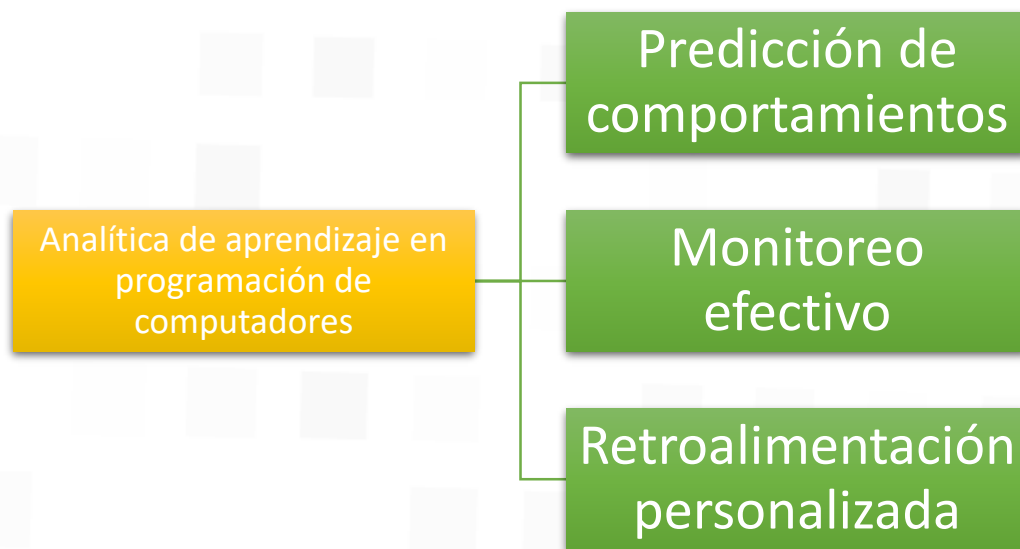 Predicción de
comportamientos
Analítica de aprendizaje en
programación de
computadores
Monitoreo
efectivo
Retroalimentación
personalizada